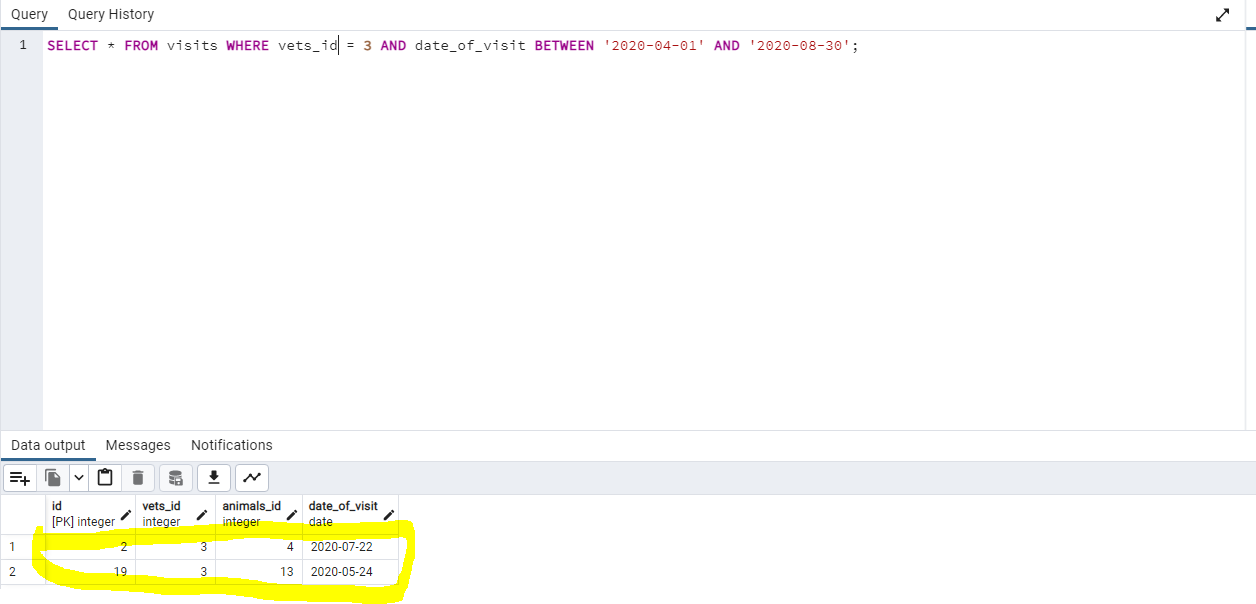 Query Query History
1 SELECT * FROM visits WHERE vets_id = 3 AND date_of_visit BETWEEN '2020-04-01' AND '2020-08-30';
Data output Messages Notifications
id vets_id animals_id date_of_visit
[PK] integer integer integer date
1 2 3 4 2020-07-22
2 19 3 13 2020-05-24